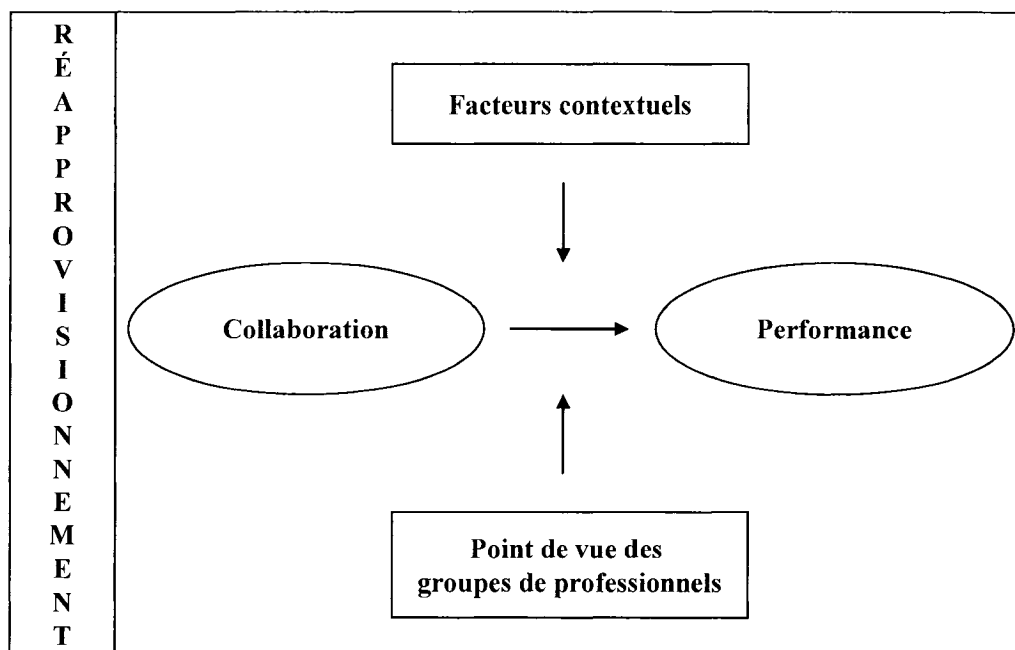 RÉAPPROVISIONNEMENT
Facteurs contextuels
Collaboration
Performance
Point de vue des
groupes de professionnels